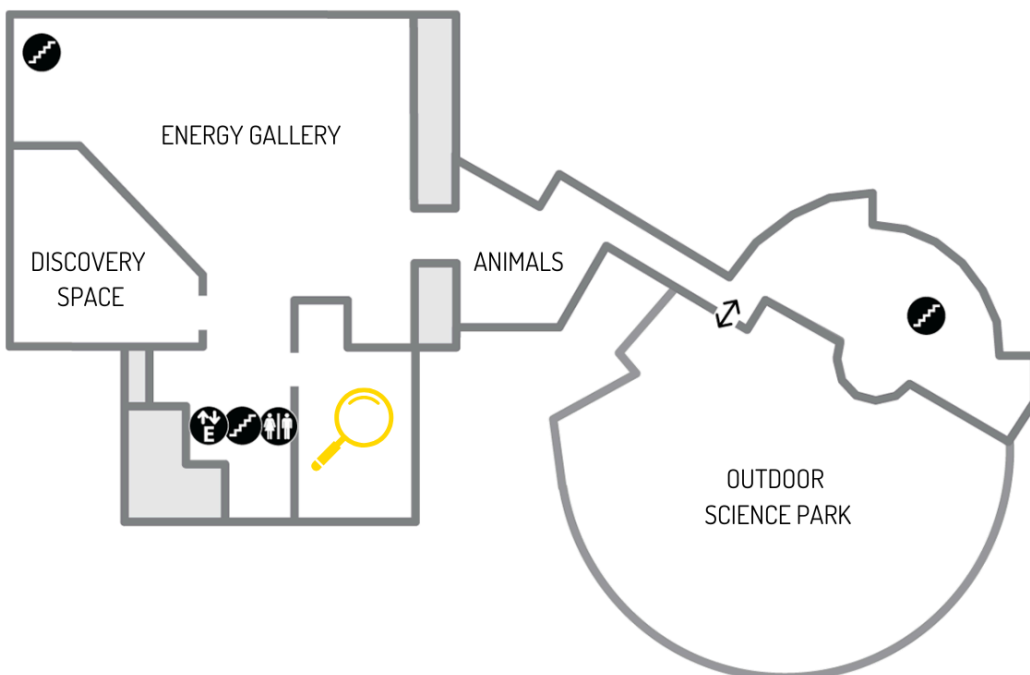 ENERGY GALLERY
DISCOVERY
SPACE
ANIMALS
E
OUTDOOR
SCIENCE PARK